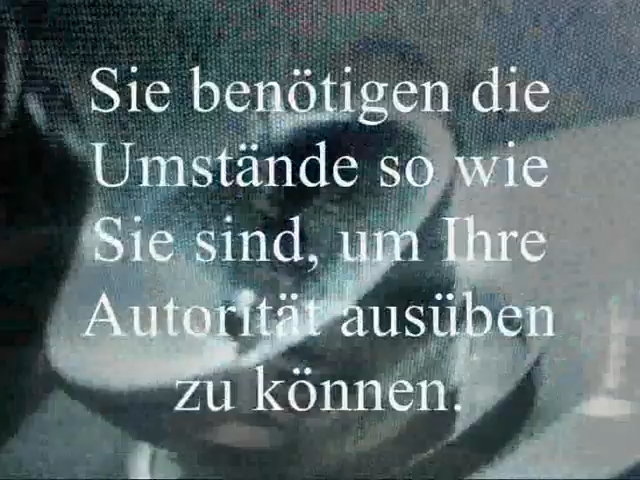 Sie benötigen die
Umstände so wie
Sie sind, um Ihre
Autorität ausüben
zu können.